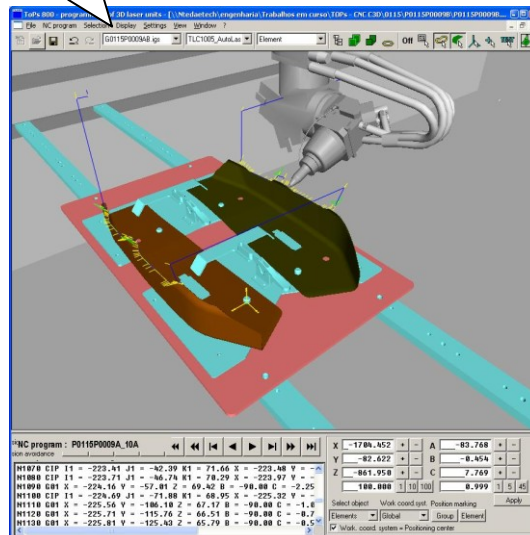 ToPs 800 - programming of 3D laser units - [\\Ntedaetech\engenharia\Trabalhos em curso\TOPs - CNC C3D\0115\P0115P0009B\P0115P0009B...
File NC program Selection Display Settings View Window ?
G0115P0009AB.igs TLC1005_AutoLas Element Off
NC program : P0115P0009A_10A
sion avoidance
N1070 CIP I1 = -223.41 J1 = -42.39 K1 = 71.66 X = -223.48 Y = -
N1080 CIP I1 = -223.71 J1 = -46.74 K1 = 70.29 X = -223.97 Y = -
N1090 G01 X = -224.16 Y = -57.01 Z = 69.42 B = -90.00 C = -2.25
N1100 CIP I1 = -224.69 J1 = -71.88 K1 = 68.95 X = -225.32 Y = -
N1110 G01 X = -225.56 Y = -106.10 Z = 67.17 B = -90.00 C = -1.0
N1120 G01 X = -225.71 Y = -115.76 Z = 66.51 B = -90.00 C = -0.7
N1130 G01 X = -225.81 Y = -125.43 Z = 65.79 B = -90.00 C = -0.5
X -1704.452 + - A -83.768 + -
Y -82.622 + - B -0.454 + -
Z -861.950 + - C 7.769 + -
100.000 1 10 100 0.999 1 5 45
Select object Work coord syst. Position marking Apply
Elements Global Group Element
Work. coord. system = Positioning center